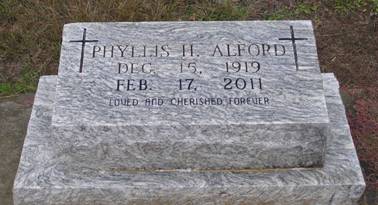 PHYLLIS H. ALFORD
DEC. 15, 1919
FEB. 17, 2011
LOVED AND CHERISHED FOREVER